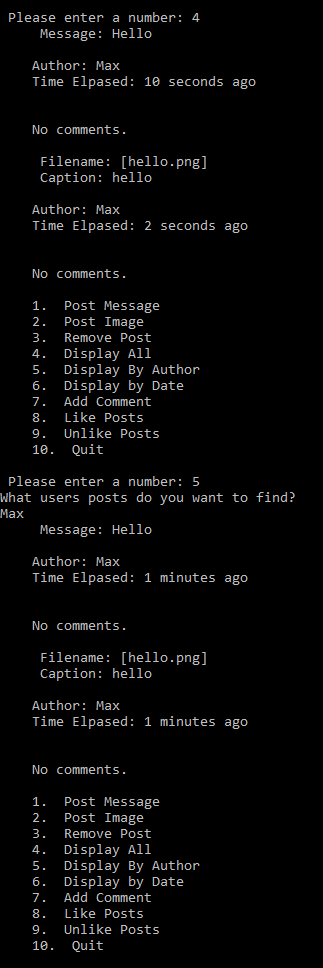 Please enter a number: 4
Message: Hello
Author: Max
Time Elpased: 10 seconds ago
No comments.
Filename: [hello.png]
Caption: hello
Author: Max
Time Elpased: 2 seconds ago
No comments.
1.  Post Message
2.  Post Image
3.  Remove Post
4.  Display All
5.  Display By Author
6.  Display by Date
7.  Add Comment
8.  Like Posts
9.  Unlike Posts
10.  Quit
Please enter a number: 5
What users posts do you want to find?
Max
Message: Hello
Author: Max
Time Elpased: 1 minutes ago
No comments.
Filename: [hello.png]
Caption: hello
Author: Max
Time Elpased: 1 minutes ago
No comments.
1.  Post Message
2.  Post Image
3.  Remove Post
4.  Display All
5.  Display By Author
6.  Display by Date
7.  Add Comment
8.  Like Posts
9.  Unlike Posts
10.  Quit